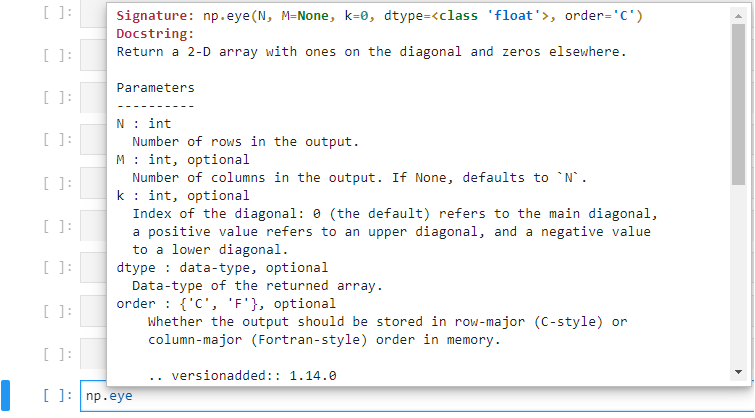 [ ]:
Signature: np.eye(N, M=None, k=0, dtype=<class 'float'>, order='C')
Docstring:
[ ]:
Return a 2-D array with ones on the diagonal and zeros elsewhere.
Parameters
[ ]:
----------
N : int
[ ]:
Number of rows in the output.
M : int, optional
[ ]:
Number of columns in the output. If None, defaults to `N`.
k : int, optional
Index of the diagonal: 0 (the default) refers to the main diagonal,
[ ]:
a positive value refers to an upper diagonal, and a negative value
to a lower diagonal.
[ ]:
dtype : data-type, optional
Data-type of the returned array.
order : {'C', 'F'}, optional
[ ]:
Whether the output should be stored in row-major (C-style) or
column-major (Fortran-style) order in memory.
[ ]:
.. versionadded:: 1.14.0
[ ]: np.eye